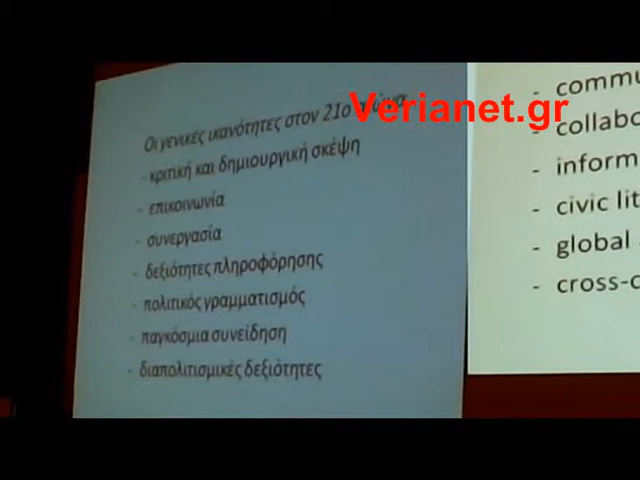 Verianet.gr
Οι γενικές ικανότητες στον 21ο
- κριτική και δημιουργική σκέψη
- επικοινωνία
- συνεργασία
- δεξιότητες πληροφόρησης
- πολιτικός γραμματισμός
- παγκόσμια συνείδηση
- διαπολιτισμικές δεξιότητες
- commu
- collabo
- inform
- civic lit
- global
- cross-c